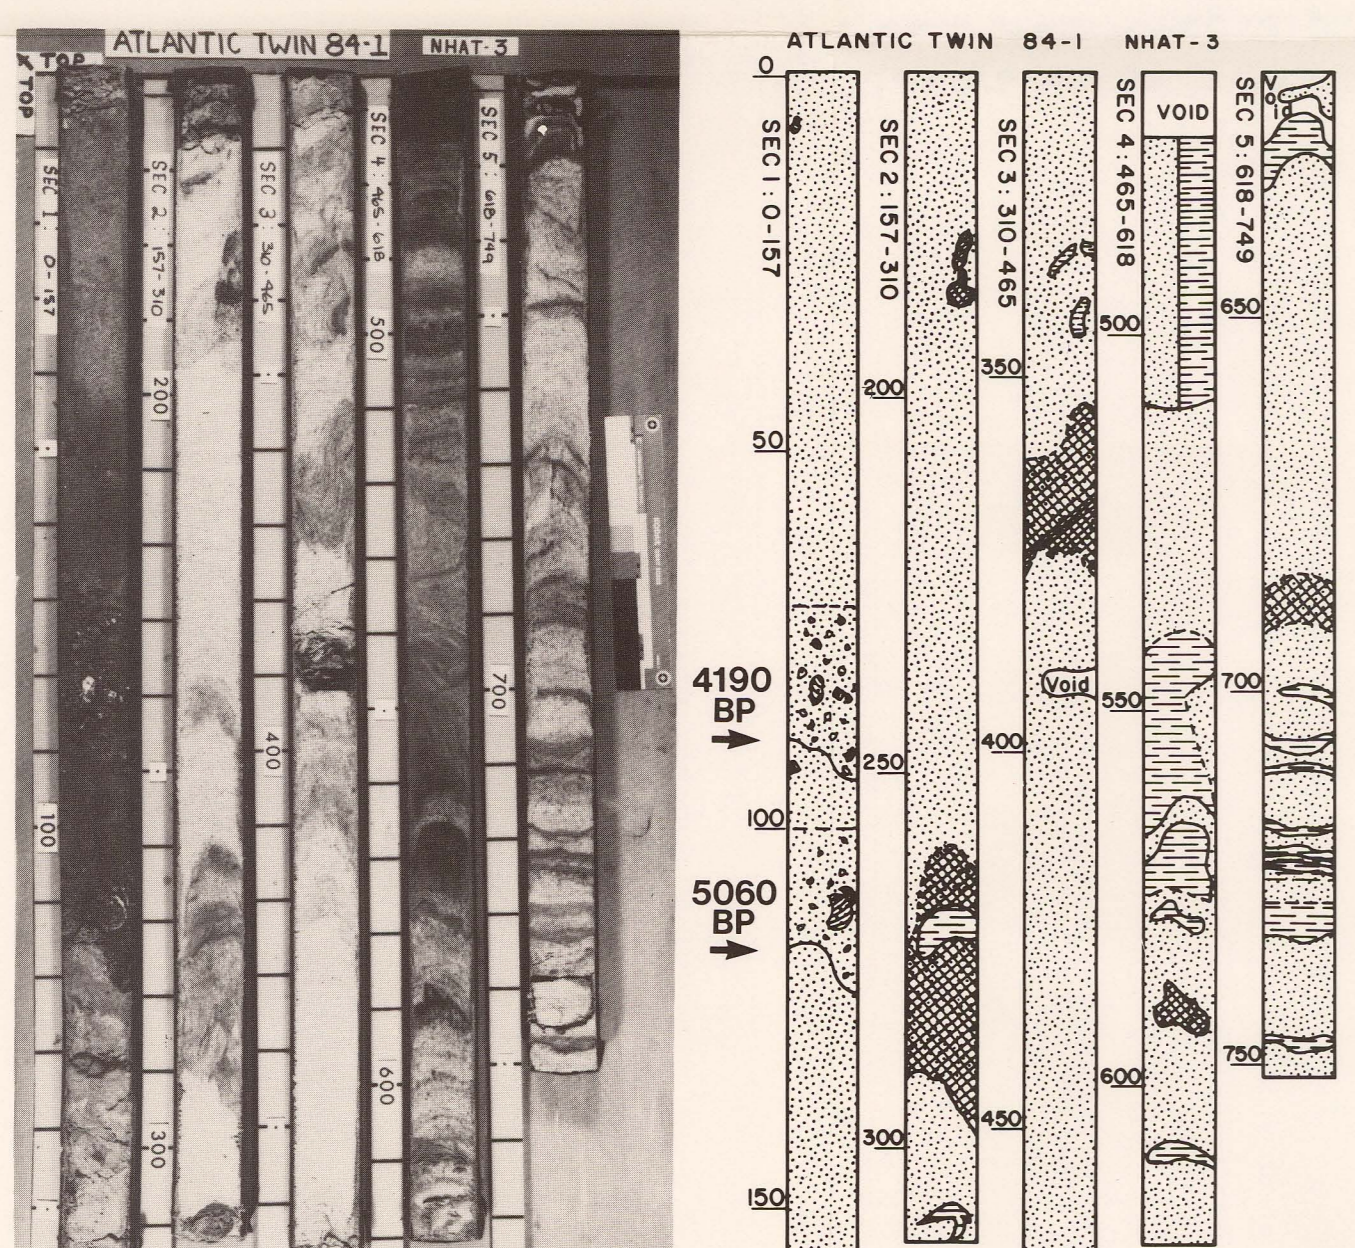 ATLANTIC TWIN 84-1
NHAT-3
TOP
TOP
SEC 1: 0-157
100
SEC 2: 157-310
200
300
SEC 3: 310-465
400
SEC 4: 465-618
500
600
SEC 5: 618-749
700
ATLANTIC TWIN 84-1 NHAT-3
0
SEC 1: 0-157
50
4190
BP
100
5060
BP
150
SEC 2: 157-310
200
250
300
SEC 3: 310-465
350
Void
400
450
SEC 4: 465-618
VOID
500
550
600
SEC 5: 618-749
Void
650
700
750